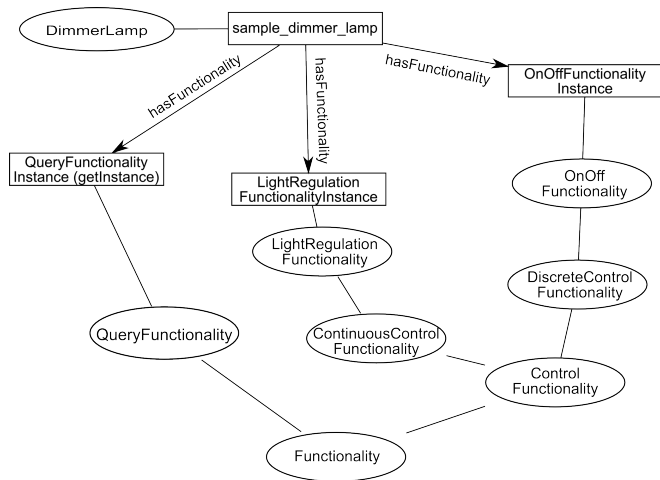 DimmerLamp
sample_dimmer_lamp
hasFunctionality
hasFunctionality
hasFunctionality
OnOffFunctionality
Instance
QueryFunctionality
Instance (getInstance)
LightRegulation
FunctionalityInstance
OnOff
Functionality
LightRegulation
Functionality
DiscreteControl
Functionality
QueryFunctionality
ContinuousControl
Functionality
Control
Functionality
Functionality